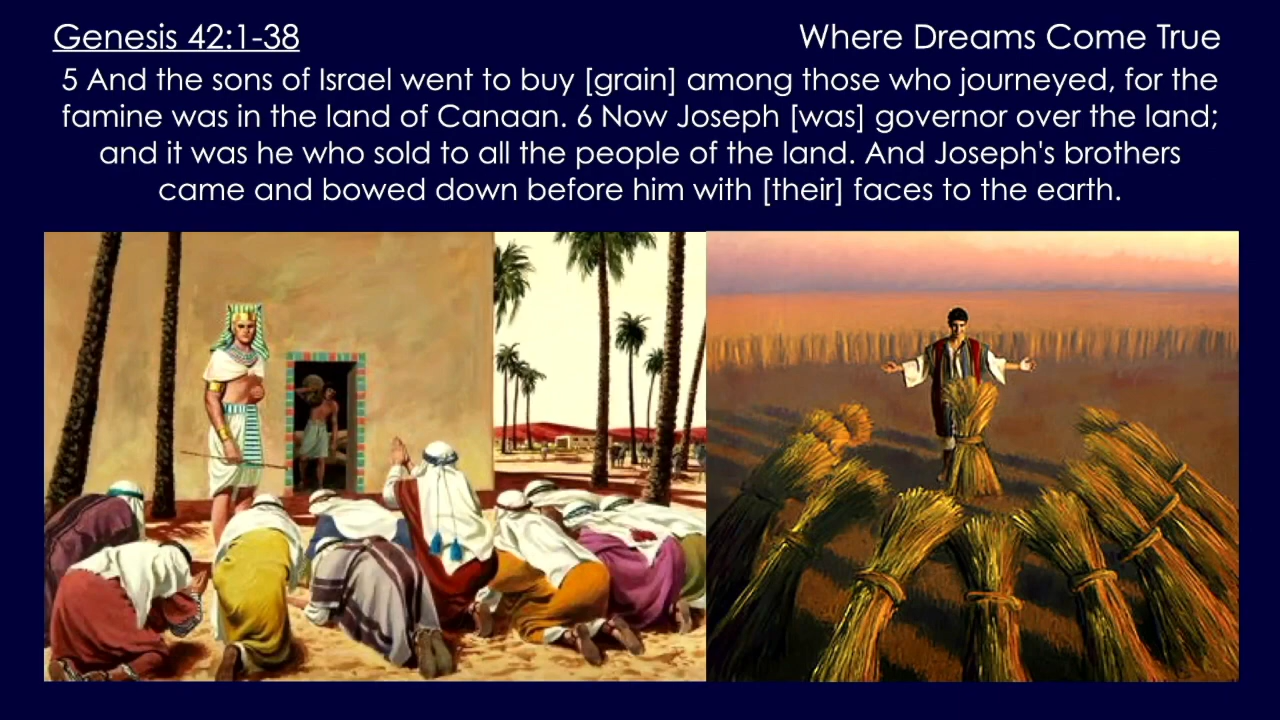 Genesis 42:1-38
Where Dreams Come True
5 And the sons of Israel went to buy [grain] among those who journeyed, for the
famine was in the land of Canaan. 6 Now Joseph [was] governor over the land;
and it was he who sold to all the people of the land. And Joseph's brothers
came and bowed down before him with [their] faces to the earth.